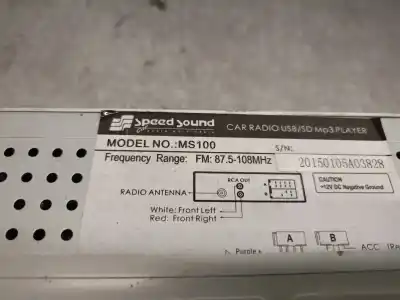 speed sound
CAR RADIO USB/SD Mp3 PLAYER
MODEL NO.:MS100
S/N:
Frequency Range: FM: 87.5-108MHz
20150105A03828
RCA OUT
CAUTION
+12V DC Negative Ground
RADIO ANTENNA
White: Front Left
Red: Front Right
Purple
A
B
ACC